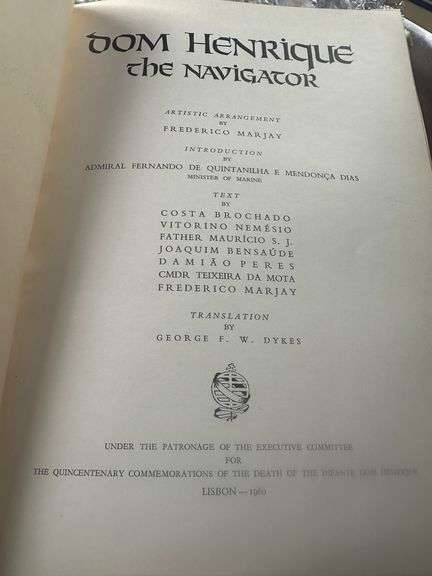 DOM HENRIQUE
THE NAVIGATOR
ARTISTIC ARRANGEMENT
BY
FREDERICO MARJAY
INTRODUCTION
BY
ADMIRAL FERNANDO DE QUINTANILHA E MENDONÇA DIAS
MINISTER OF MARINE
TEXT
BY
COSTA BROCHADO
VITORINO NEMÉSIO
FATHER MAURÍCIO S. J.
JOAQUIM BENSAÚDE
DAMIÃO PERES
CMDR TEIXEIRA DA MOTA
FREDERICO MARJAY
TRANSLATION
BY
GEORGE F. W. DYKES
UNDER THE PATRONAGE OF THE EXECUTIVE COMMITTEE
FOR
THE QUINCENTENARY COMMEMORATIONS OF THE DEATH OF THE INFANTE DOM HENRIQUE
LISBON — 1960